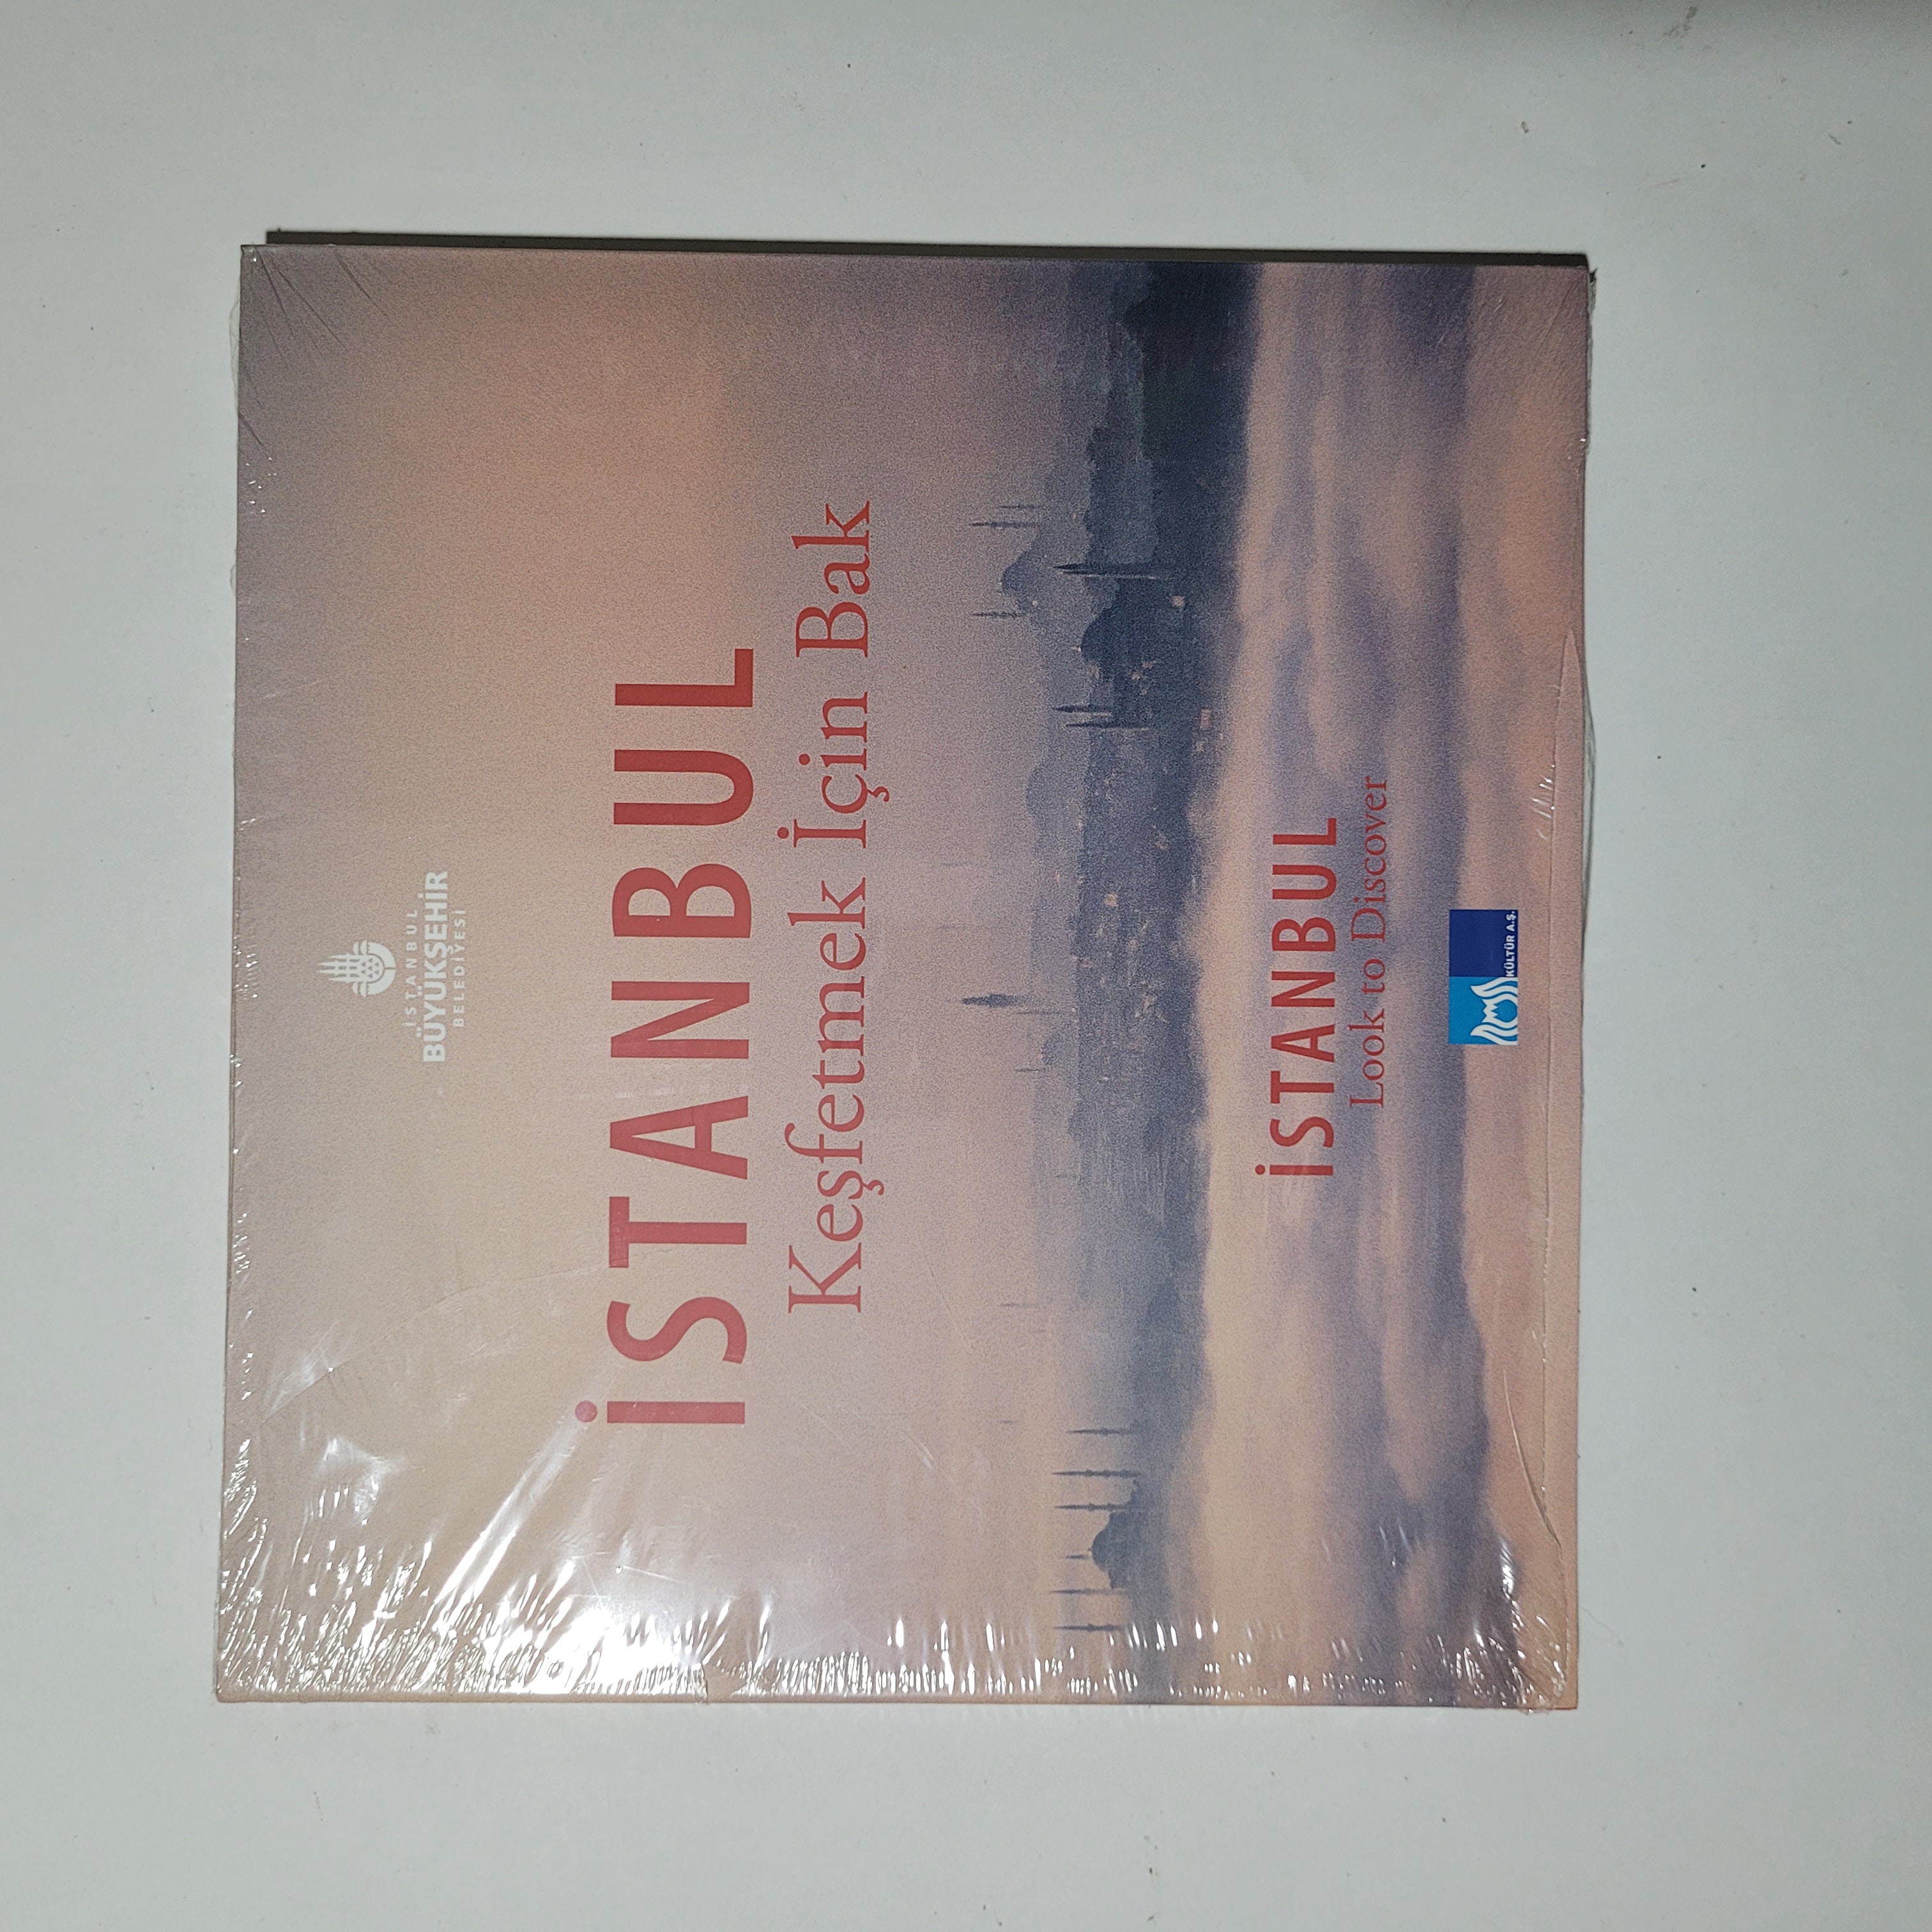 İSTANBUL
BÜYÜKŞEHİR
BELEDİYESİ
İSTANBUL
Keşfetmek İçin Bak
İSTANBUL
Look to Discover
KÜLTÜR A.Ş.